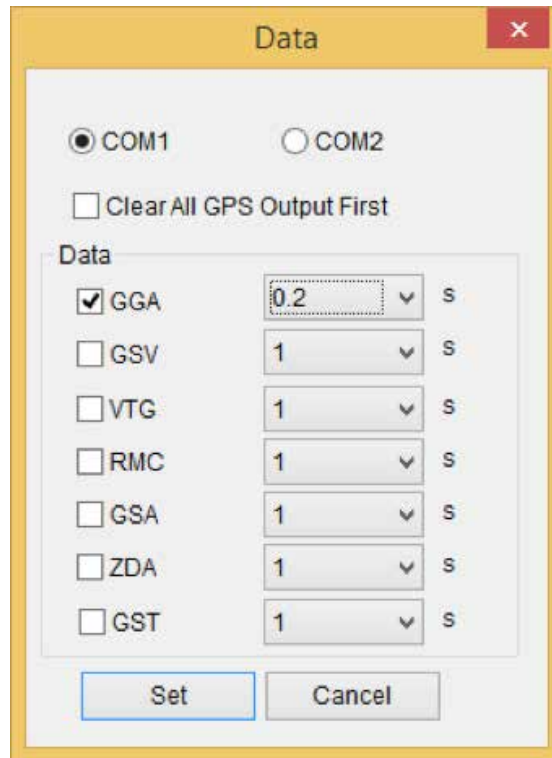 Data
COM1 COM2
Clear All GPS Output First
Data
GGA 0.2 s
GSV 1 s
VTG 1 s
RMC 1 s
GSA 1 s
ZDA 1 s
GST 1 s
Set Cancel